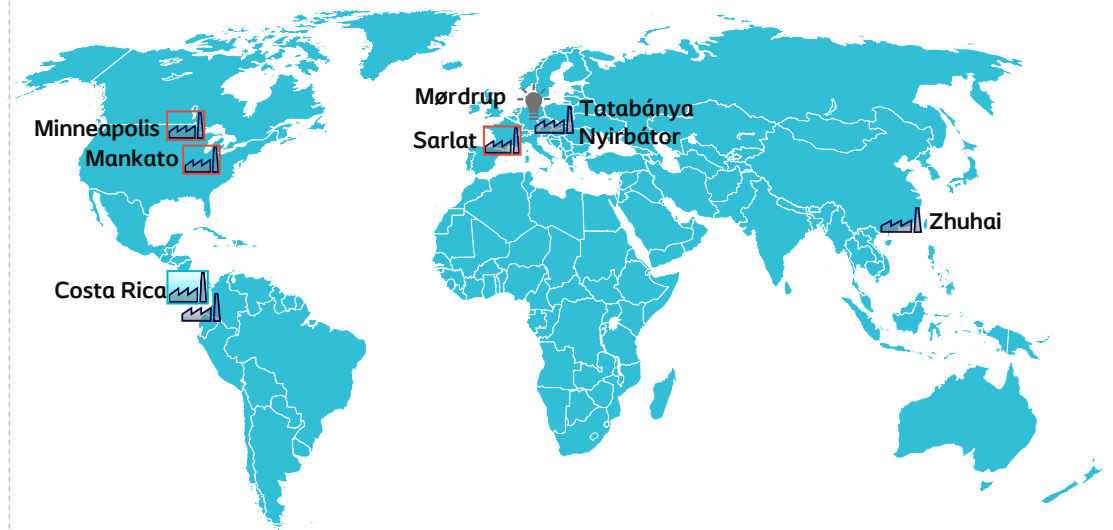 Mørdrup
Tatabánya
Nyirbátor
Minneapolis
Sarlat
Mankato
Zhuhai
Costa Rica